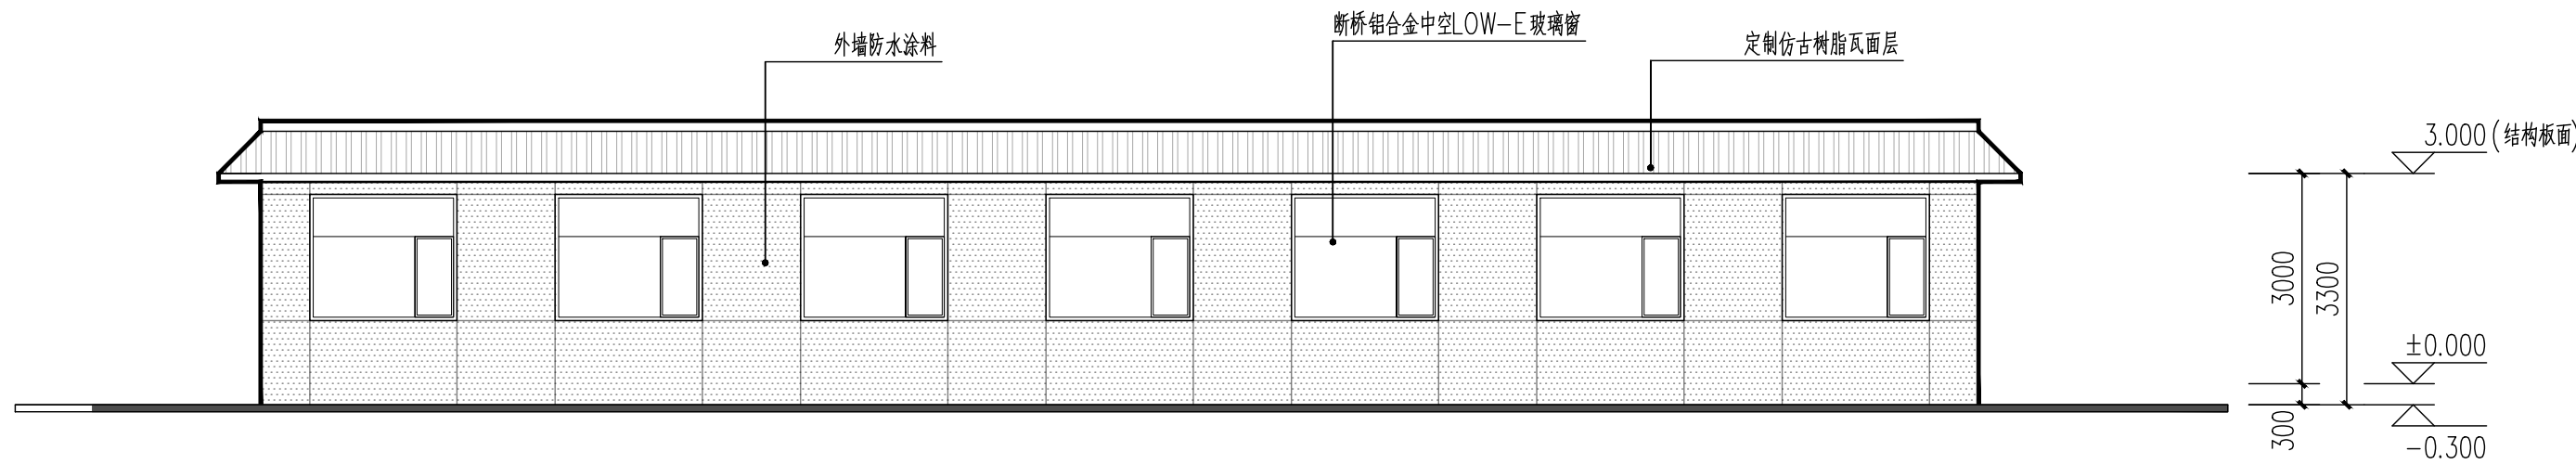 断桥铝合金中空LOW-E玻璃窗
外墙防水涂料
定制仿古树脂瓦面层
3.000(结构板面)
3000
3300
±0.000
300
-0.300